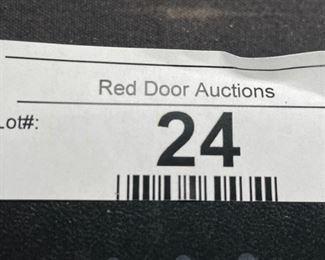 Red Door Auctions
Lot#: 24